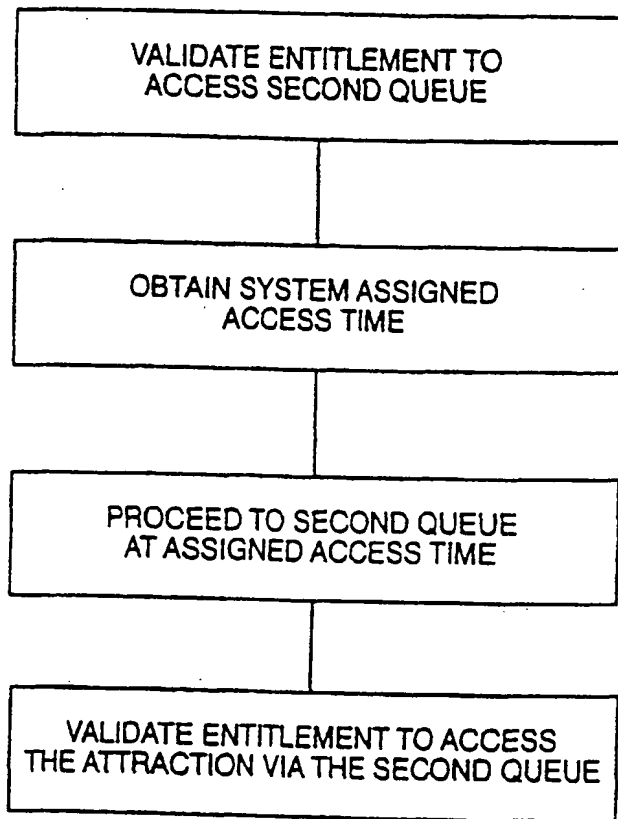 VALIDATE ENTITLEMENT TO
ACCESS SECOND QUEUE
OBTAIN SYSTEM ASSIGNED
ACCESS TIME
PROCEED TO SECOND QUEUE
AT ASSIGNED ACCESS TIME
VALIDATE ENTITLEMENT TO ACCESS
THE ATTRACTION VIA THE SECOND QUEUE